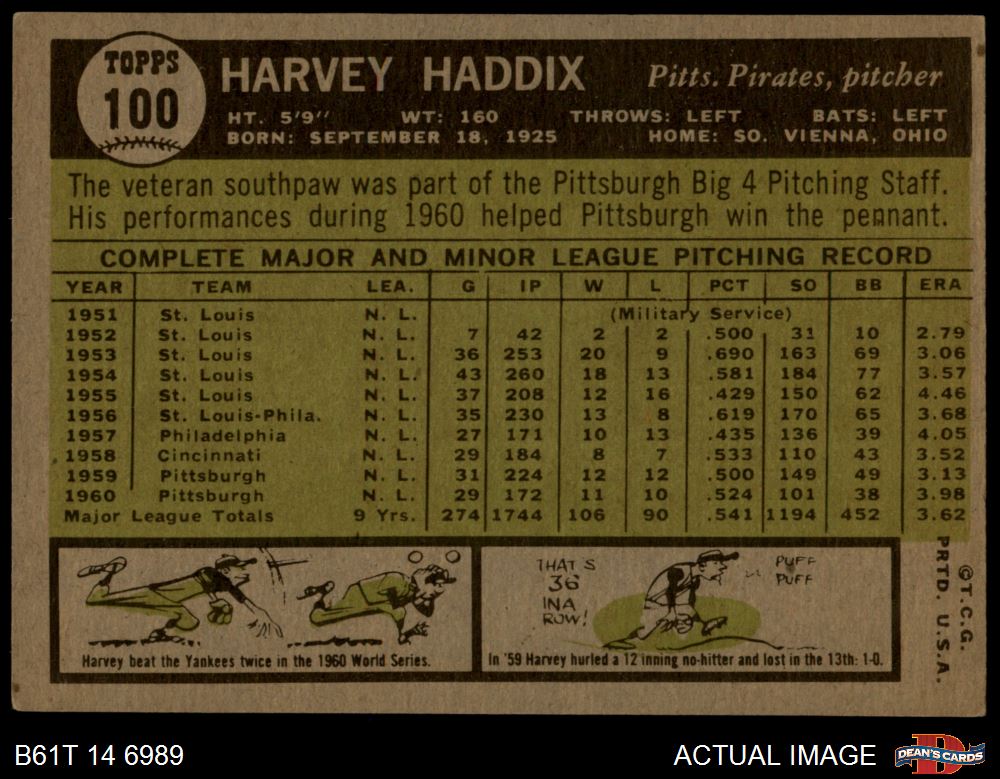 TOPPS
100
HARVEY HADDIX Pitts. Pirates, pitcher
HT. 5'9" WT: 160 THROWS: LEFT BATS: LEFT
BORN: SEPTEMBER 18, 1925 HOME: SO. VIENNA, OHIO
The veteran southpaw was part of the Pittsburgh Big 4 Pitching Staff.
His performances during 1960 helped Pittsburgh win the pennant.
COMPLETE MAJOR AND MINOR LEAGUE PITCHING RECORD
YEAR TEAM LEA. G IP W L PCT SO BB ERA
1951 St. Louis N. L. (Military Service)
1952 St. Louis N. L. 7 42 2 2 .500 31 10 2.79
1953 St. Louis N. L. 36 253 20 9 .690 163 69 3.06
1954 St. Louis N. L. 43 260 18 13 .581 184 77 3.57
1955 St. Louis N. L. 37 208 12 16 .429 150 62 4.46
1956 St. Louis-Phila. N. L. 35 230 13 8 .619 170 65 3.68
1957 Philadelphia N. L. 27 171 10 13 .435 136 39 4.05
1958 Cincinnati N. L. 29 184 8 7 .533 110 43 3.52
1959 Pittsburgh N. L. 31 224 12 12 .500 149 49 3.13
1960 Pittsburgh N. L. 29 172 11 10 .524 101 38 3.98
Major League Totals 9 Yrs. 274 1744 106 90 .541 1194 452 3.62
Harvey beat the Yankees twice in the 1960 World Series.
THAT S
36
IN A
ROW!
PUFF
PUFF
In '59 Harvey hurled a 12 inning no-hitter and lost in the 13th: 1-0.
© T. C. G.
PRTD. U. S. A.
B61T 14 6989 ACTUAL IMAGE
DEAN'S CARDS